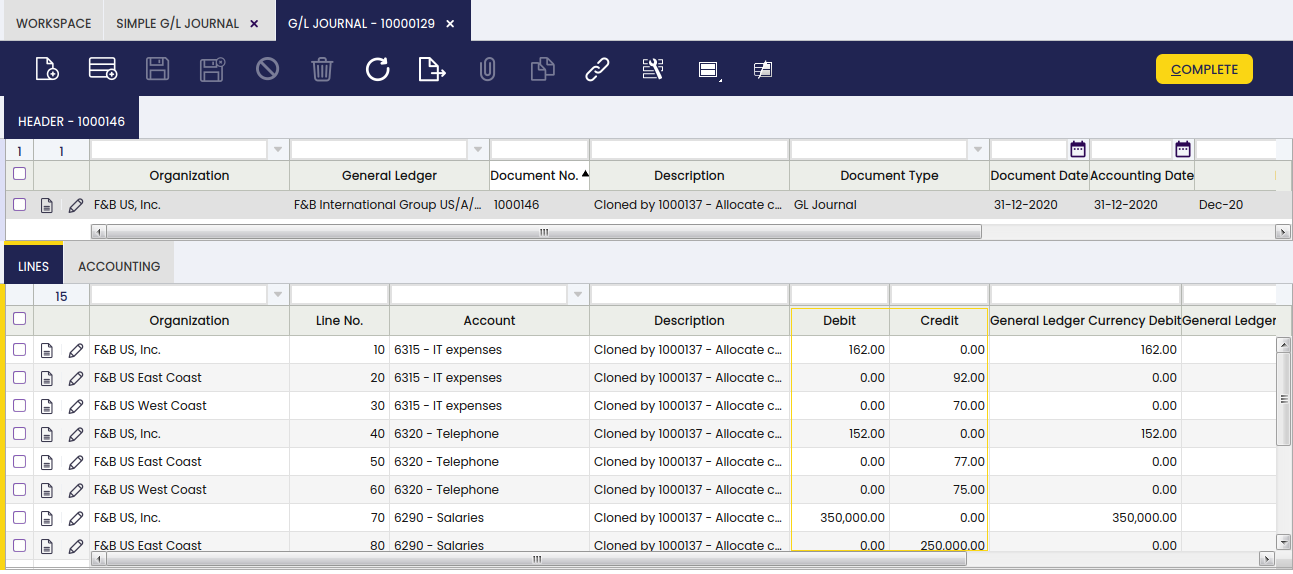 WORKSPACE SIMPLE G/L JOURNAL × G/L JOURNAL - 10000129 ×
COMPLETE
HEADER - 1000146
1 1
Organization General Ledger Document No. Description Document Type Document Date Accounting Date
F&B US, Inc. F&B International Group US/A/... 1000146 Cloned by 1000137 - Allocate c... GL Journal 31-12-2020 31-12-2020 Dec-20
LINES ACCOUNTING
15
Organization Line No. Account Description Debit Credit General Ledger Currency Debit General Ledger
F&B US, Inc. 10 6315 - IT expenses Cloned by 1000137 - Allocate c... 162.00 0.00 162.00
F&B US East Coast 20 6315 - IT expenses Cloned by 1000137 - Allocate c... 0.00 92.00 0.00
F&B US West Coast 30 6315 - IT expenses Cloned by 1000137 - Allocate c... 0.00 70.00 0.00
F&B US, Inc. 40 6320 - Telephone Cloned by 1000137 - Allocate c... 152.00 0.00 152.00
F&B US East Coast 50 6320 - Telephone Cloned by 1000137 - Allocate c... 0.00 77.00 0.00
F&B US West Coast 60 6320 - Telephone Cloned by 1000137 - Allocate c... 0.00 75.00 0.00
F&B US, Inc. 70 6290 - Salaries Cloned by 1000137 - Allocate c... 350,000.00 0.00 350,000.00
F&B US East Coast 80 6290 - Salaries Cloned by 1000137 - Allocate c... 0.00 250,000.00 0.00